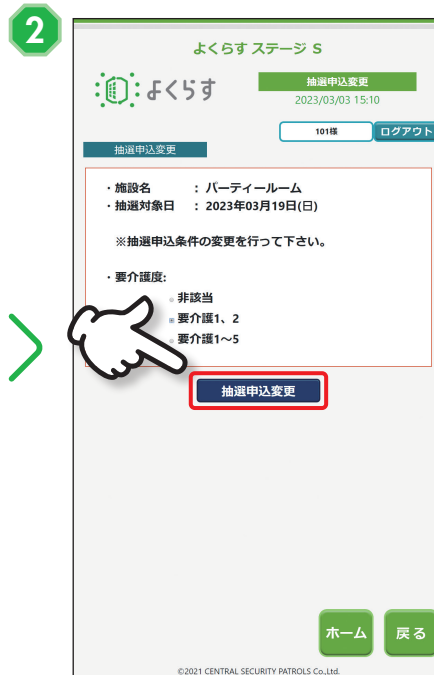 2
よくらす ステージ S
よくらす
抽選申込変更
2023/03/03 15:10
101様
ログアウト
抽選申込変更
・施設名 : パーティールーム
・抽選対象日 : 2023年03月19日(日)
※抽選申込条件の変更を行って下さい。
・要介護度:
非該当
要介護1、2
要介護1～5
抽選申込変更
ホーム
戻る
©2021 CENTRAL SECURITY PATROLS Co.,Ltd.